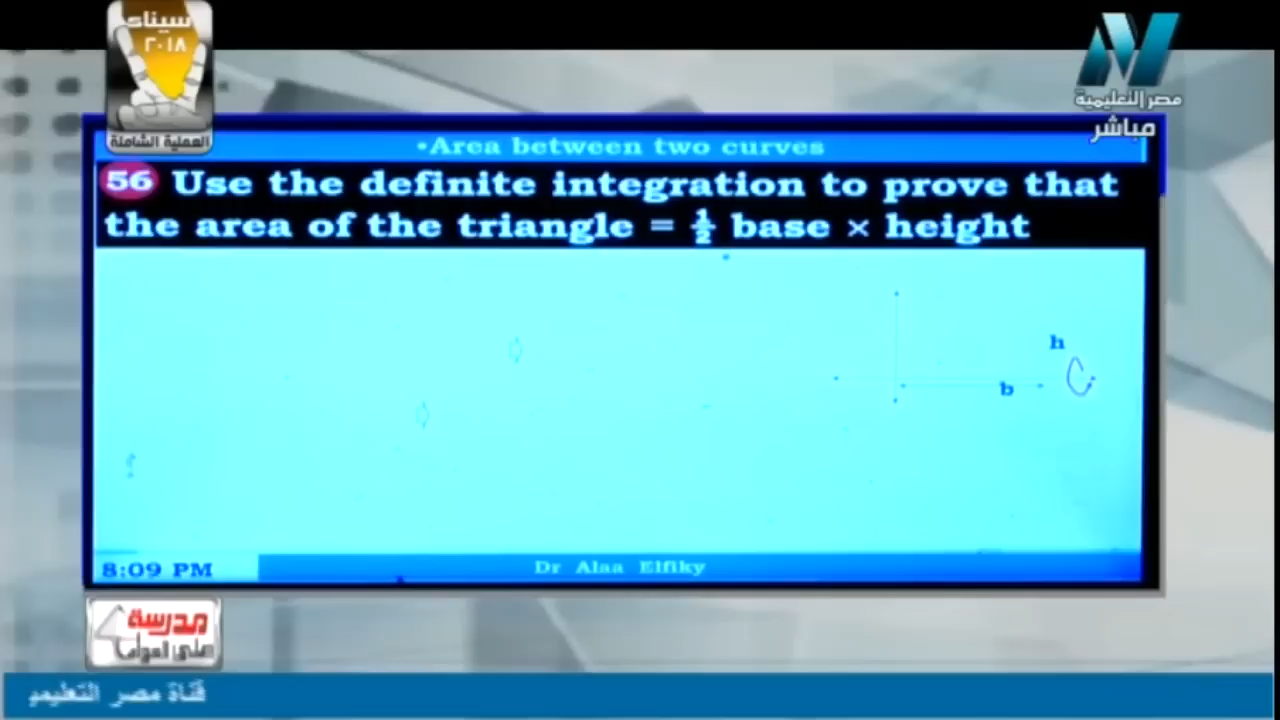 سيناء
٢٠١٨
العملية الشاملة
مصر التعليمية
مباشر
•Area between two curves
56 Use the definite integration to prove that
the area of the triangle = ½ base × height
h
b
8:09 PM
Dr Alaa Elfiky
مدرسة
على الهواء
قناة مصر التعليمي